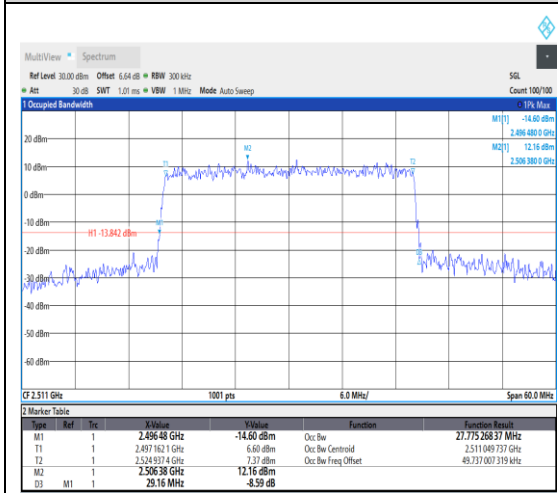 MultiView Spectrum
Ref Level 30.00 dBm Offset 6.64 dB RBW 300 kHz SGL
Att 30 dB SWT 1.01 ms VBW 1 MHz Mode Auto Sweep Count 100/100
1 Occupied Bandwidth 1Pk Max
M1[1] -14.60 dBm
2.496 480 0 GHz
M2[1] 12.16 dBm
2.506 380 0 GHz
20 dBm
10 dBm
0 dBm
-10 dBm
-20 dBm
-30 dBm
-40 dBm
-50 dBm
-60 dBm
H1 -13.842 dBm
M2
T2
CF 2.511 GHz 1001 pts 6.0 MHz/ Span 60.0 MHz
2 Marker Table
Type Ref Trc X-Value Y-Value Function Function Result
M1 1 2.49648 GHz -14.60 dBm Occ Bw 27.775 268 37 MHz
T1 1 2.497 162 1 GHz 6.60 dBm Occ Bw Centroid 2.511 049 737 GHz
T2 1 2.524 937 4 GHz 7.37 dBm Occ Bw Freq Offset 49.737 007 319 kHz
M2 1 2.506 38 GHz 12.16 dBm
D3 M1 1 29.16 MHz -8.59 dB